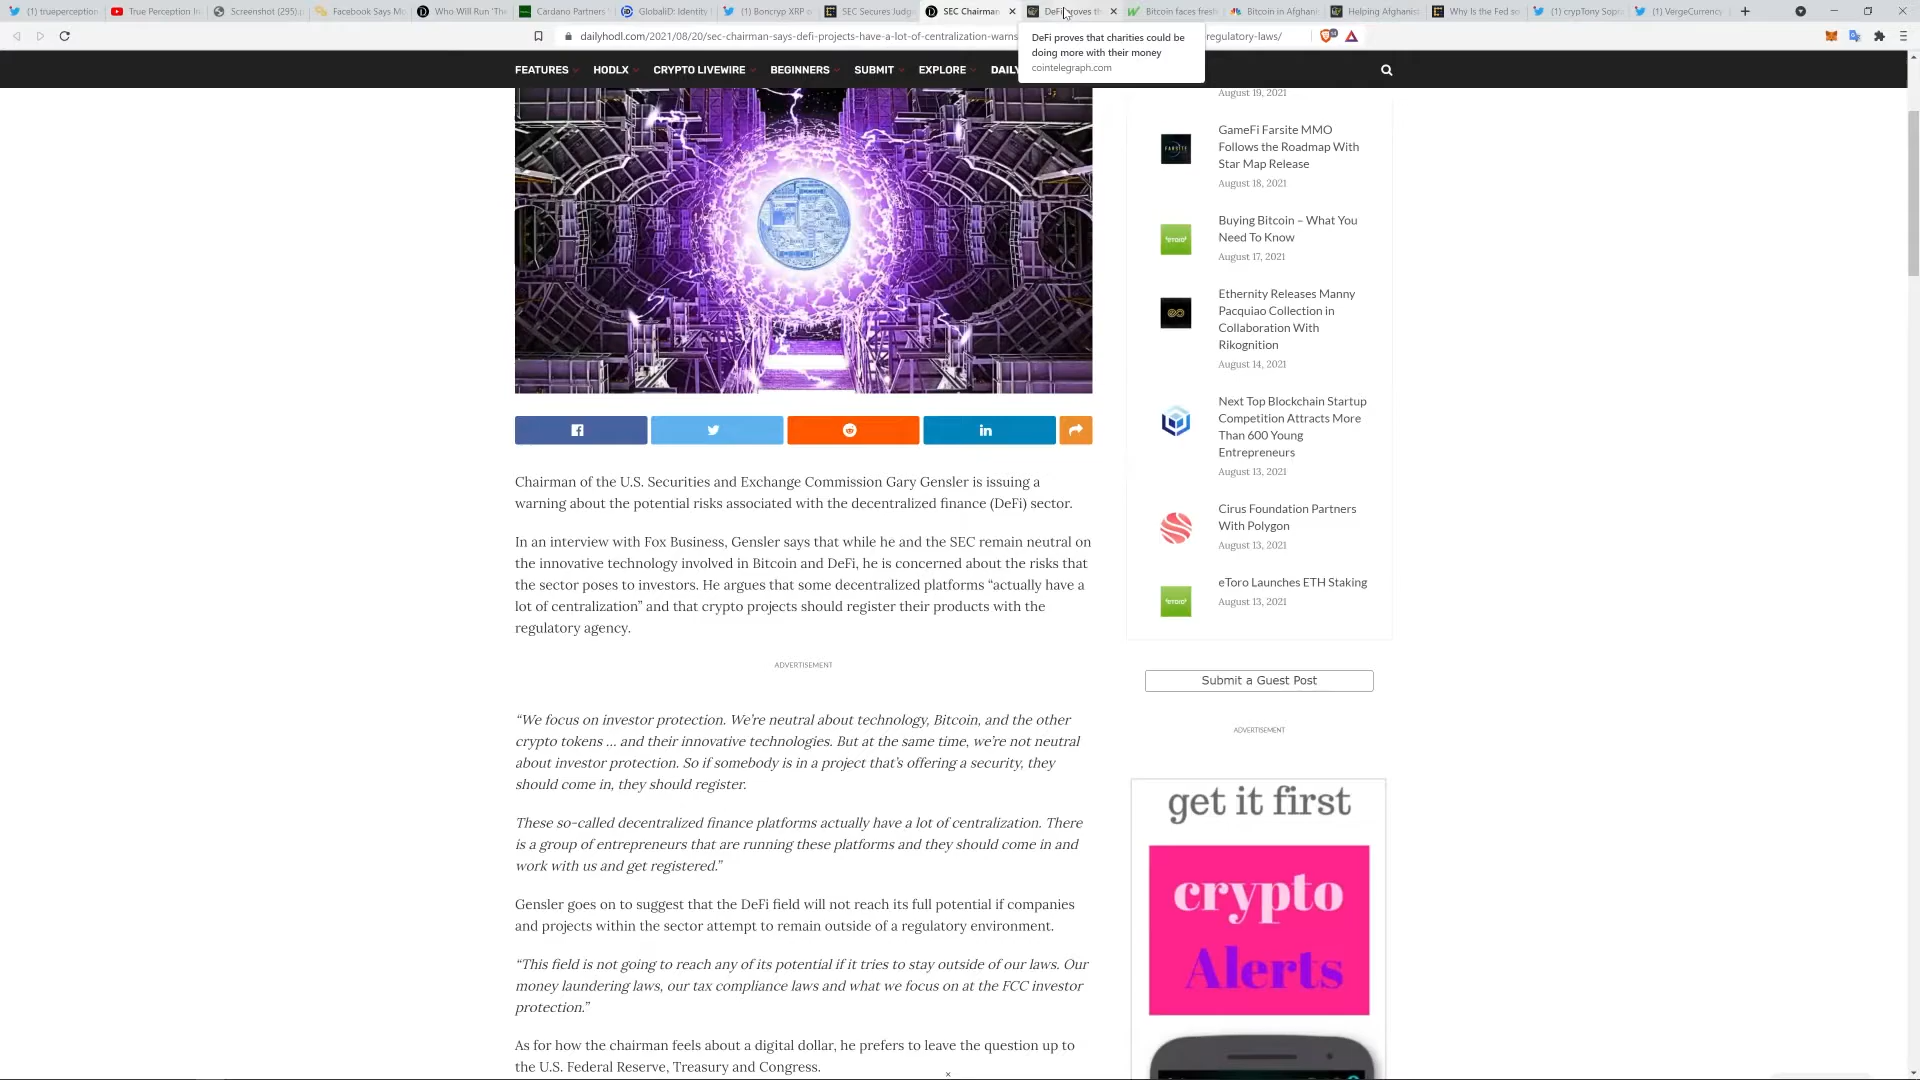 (1) trueperception
True Perception In
Screenshot (295).p
Facebook Says Mo
Who Will Run 'The
Cardano Partners
GlobaliD: Identity
(1) Boncryp XRP o
SEC Secures Judg
SEC Chairman
DeFi proves th
Bitcoin faces fresh
Bitcoin in Afghani
Helping Afghanist
Why Is the Fed se
(1) crypTony Sopra
(1) VergeCurrency
dailyhodl.com/2021/08/20/sec-chairman-says-defi-projects-have-a-lot-of-centralization-warns
regulatory-laws/
DeFi proves that charities could be
doing more with their money
cointelegraph.com
FEATURES HODLX CRYPTO LIVEWIRE BEGINNERS SUBMIT EXPLORE DAILY
August 19, 2021
GameFi Farsite MMO
Follows the Roadmap With
Star Map Release
August 18, 2021
Buying Bitcoin – What You
Need To Know
August 17, 2021
Ethernity Releases Manny
Pacquiao Collection in
Collaboration With
Rikognition
August 14, 2021
Next Top Blockchain Startup
Competition Attracts More
Than 600 Young
Entrepreneurs
August 13, 2021
Cirus Foundation Partners
With Polygon
August 13, 2021
eToro Launches ETH Staking
August 13, 2021
Submit a Guest Post
ADVERTISEMENT
get it first
crypto
Alerts
Chairman of the U.S. Securities and Exchange Commission Gary Gensler is issuing a
warning about the potential risks associated with the decentralized finance (DeFi) sector.
In an interview with Fox Business, Gensler says that while he and the SEC remain neutral on
the innovative technology involved in Bitcoin and DeFi, he is concerned about the risks that
the sector poses to investors. He argues that some decentralized platforms “actually have a
lot of centralization” and that crypto projects should register their products with the
regulatory agency.
ADVERTISEMENT
“We focus on investor protection. We’re neutral about technology, Bitcoin, and the other
crypto tokens … and their innovative technologies. But at the same time, we’re not neutral
about investor protection. So if somebody is in a project that’s offering a security, they
should come in, they should register.
These so-called decentralized finance platforms actually have a lot of centralization. There
is a group of entrepreneurs that are running these platforms and they should come in and
work with us and get registered.”
Gensler goes on to suggest that the DeFi field will not reach its full potential if companies
and projects within the sector attempt to remain outside of a regulatory environment.
“This field is not going to reach any of its potential if it tries to stay outside of our laws. Our
money laundering laws, our tax compliance laws and what we focus on at the FCC investor
protection.”
As for how the chairman feels about a digital dollar, he prefers to leave the question up to
the U.S. Federal Reserve, Treasury and Congress.